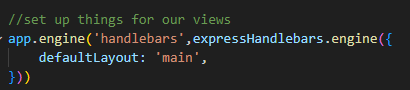 //set up things for our views
app.engine('handlebars',expressHandlebars.engine({
    defaultLayout: 'main',
}))